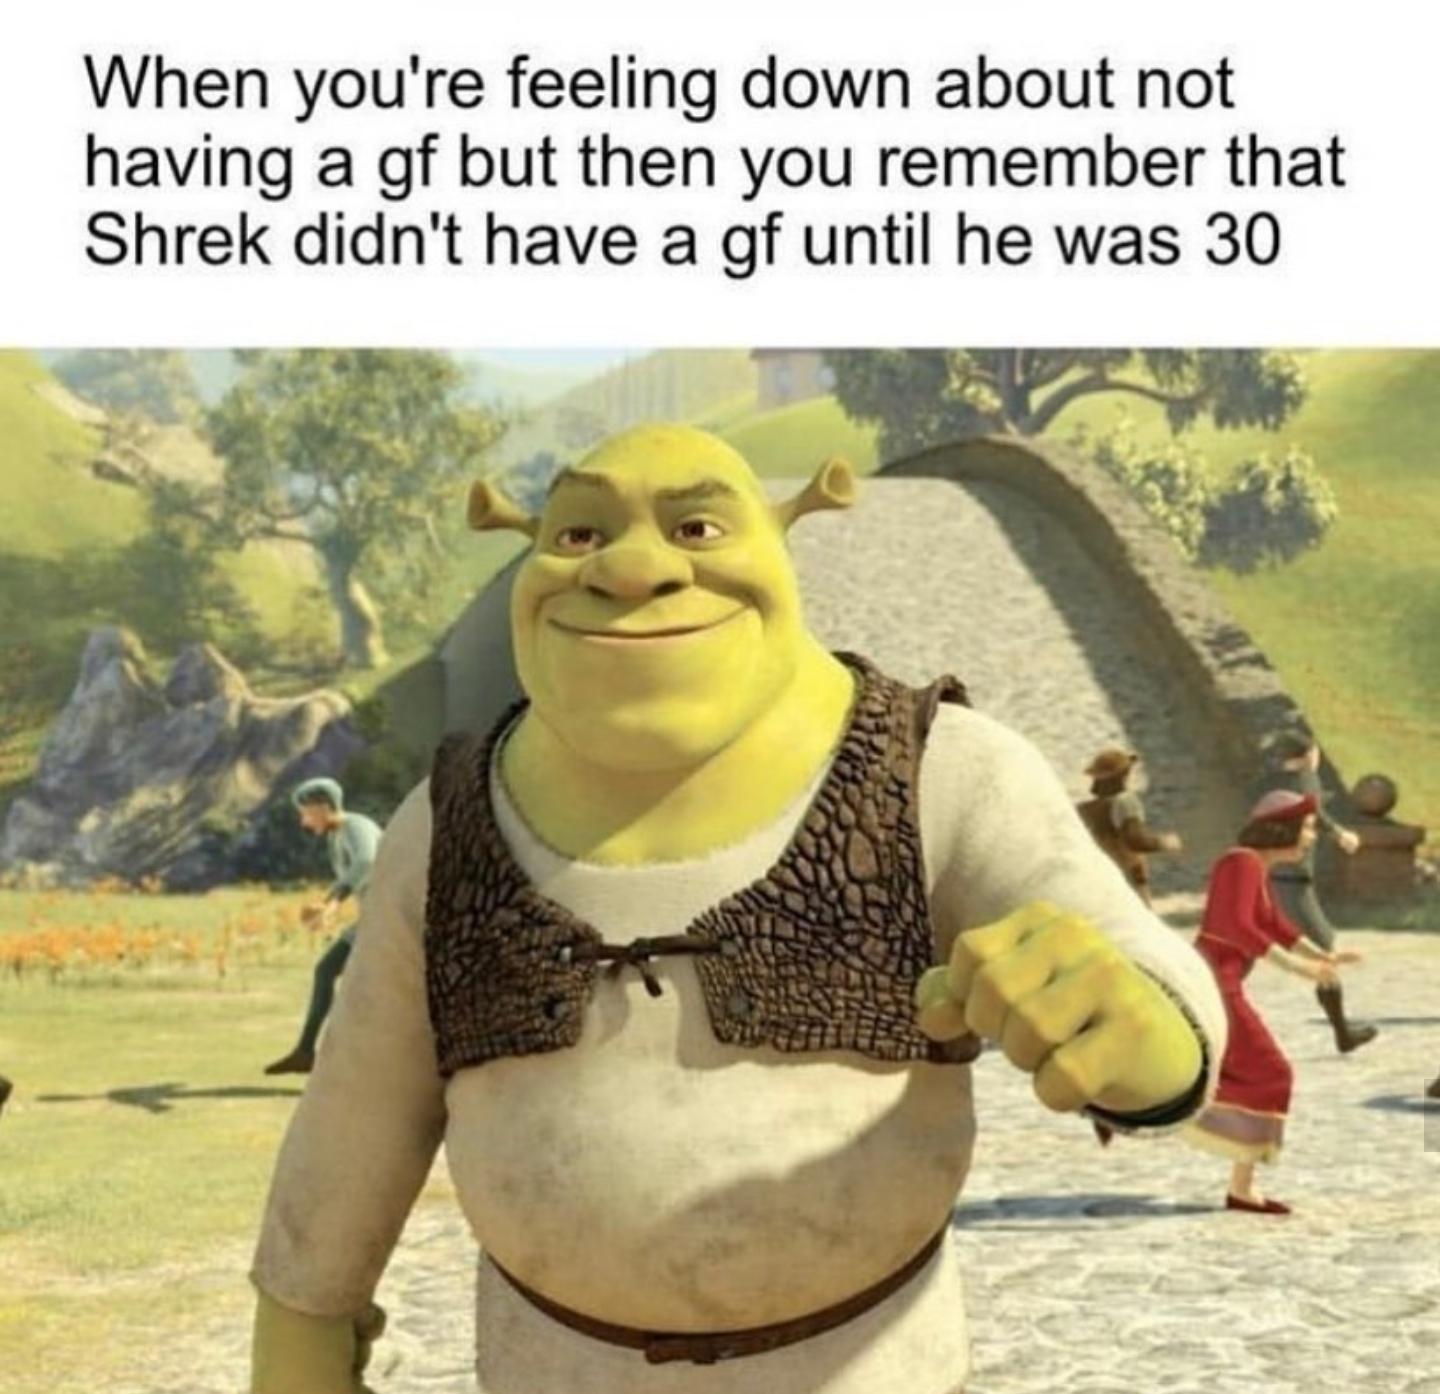 When you're feeling down about not
having a gf but then you remember that
Shrek didn't have a gf until he was 30